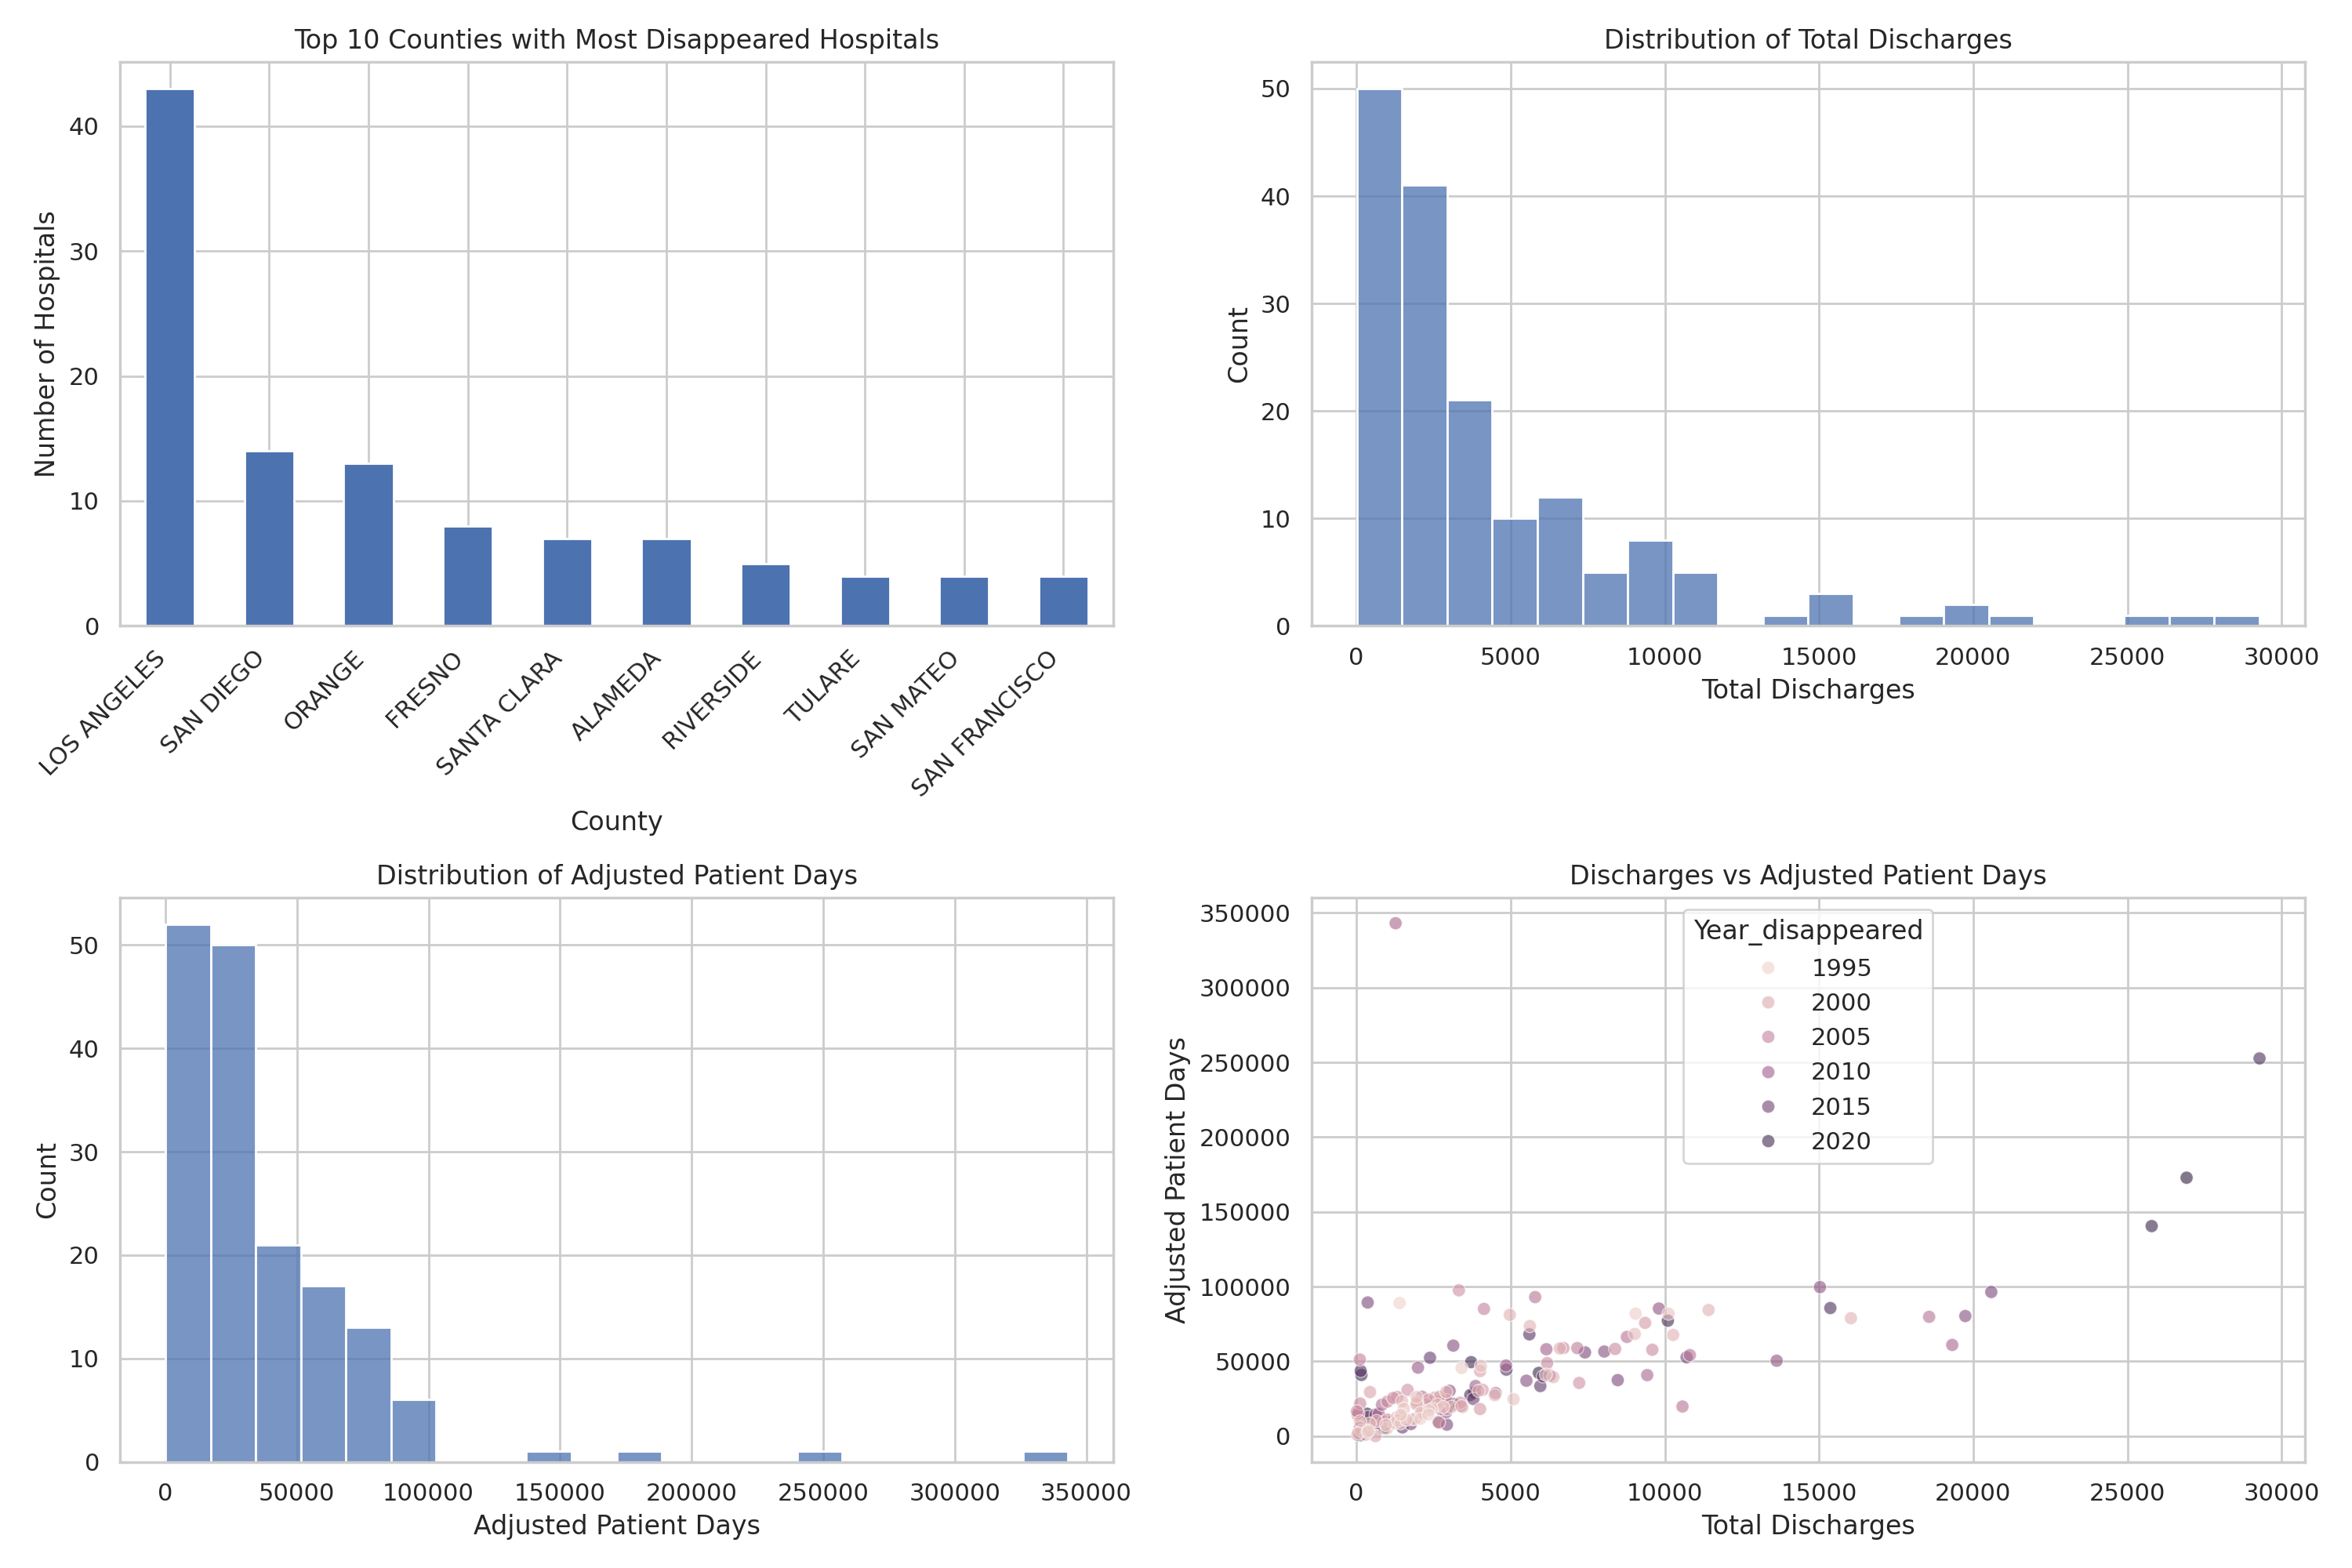 Top 10 Counties with Most Disappeared Hospitals
Number of Hospitals
40
30
20
10
0
LOS ANGELES
SAN DIEGO
ORANGE
FRESNO
SANTA CLARA
ALAMEDA
RIVERSIDE
TULARE
SAN MATEO
SAN FRANCISCO
County
Distribution of Total Discharges
Count
50
40
30
20
10
0
0 5000 10000 15000 20000 25000 30000
Total Discharges
Distribution of Adjusted Patient Days
Count
50
40
30
20
10
0
0 50000 100000 150000 200000 250000 300000 350000
Adjusted Patient Days
Discharges vs Adjusted Patient Days
Adjusted Patient Days
350000
300000
250000
200000
150000
100000
50000
0
Year_disappeared
1995
2000
2005
2010
2015
2020
0 5000 10000 15000 20000 25000 30000
Total Discharges